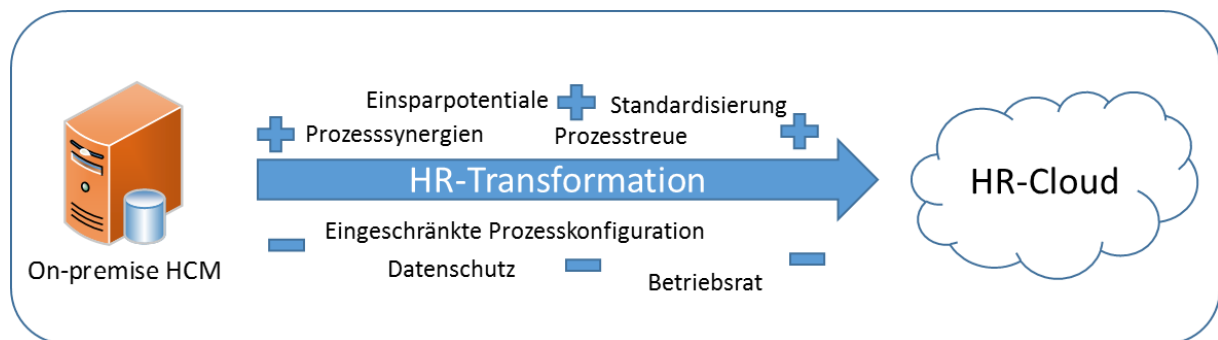 Einsparpotentiale
Standardisierung
Prozesssynergien
Prozesstreue
HR-Transformation
HR-Cloud
Eingeschränkte Prozesskonfiguration
On-premise HCM
Datenschutz
Betriebsrat